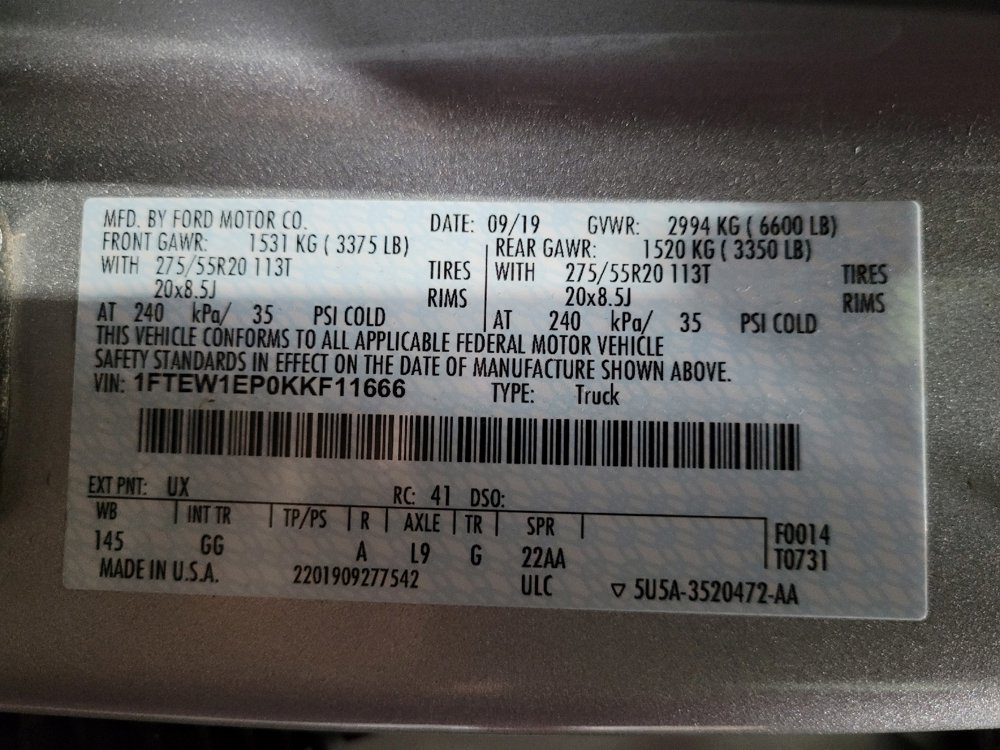 MFD. BY FORD MOTOR CO. DATE: 09/19 GVWR: 2994 KG ( 6600 LB)
FRONT GAWR: 1531 KG ( 3375 LB) REAR GAWR: 1520 KG ( 3350 LB)
WITH 275/55R20 113T TIRES WITH 275/55R20 113T TIRES
20x8.5J RIMS 20x8.5J RIMS
AT 240 kPa/ 35 PSI COLD AT 240 kPa/ 35 PSI COLD
THIS VEHICLE CONFORMS TO ALL APPLICABLE FEDERAL MOTOR VEHICLE
SAFETY STANDARDS IN EFFECT ON THE DATE OF MANUFACTURE SHOWN ABOVE.
VIN: 1FTEW1EP0KKF11666 TYPE: Truck
EXT PNT: UX RC: 41 DSO:
WB INT TR TP/PS R AXLE TR SPR F0014
145 GG A L9 G 22AA T0731
MADE IN U.S.A. 2201909277542 ULC ▽ 5U5A-3520472-AA